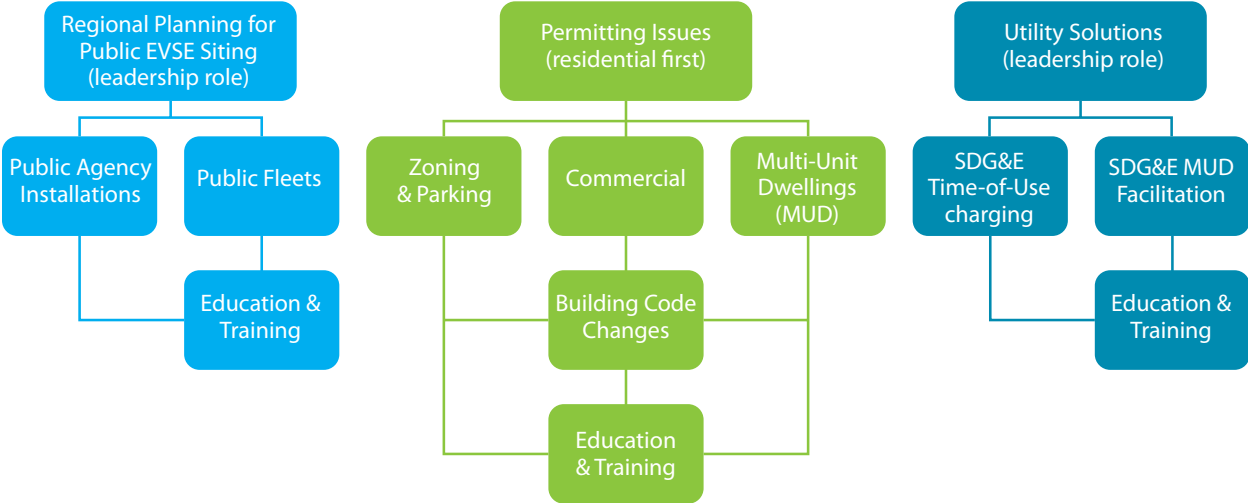 Regional Planning for
Public EVSE Siting
(leadership role)
Public Agency
Installations
Public Fleets
Education &
Training
Permitting Issues
(residential first)
Zoning
& Parking
Commercial
Multi-Unit
Dwellings
(MUD)
Building Code
Changes
Education
& Training
Utility Solutions
(leadership role)
SDG&E
Time-of-Use
charging
SDG&E MUD
Facilitation
Education &
Training